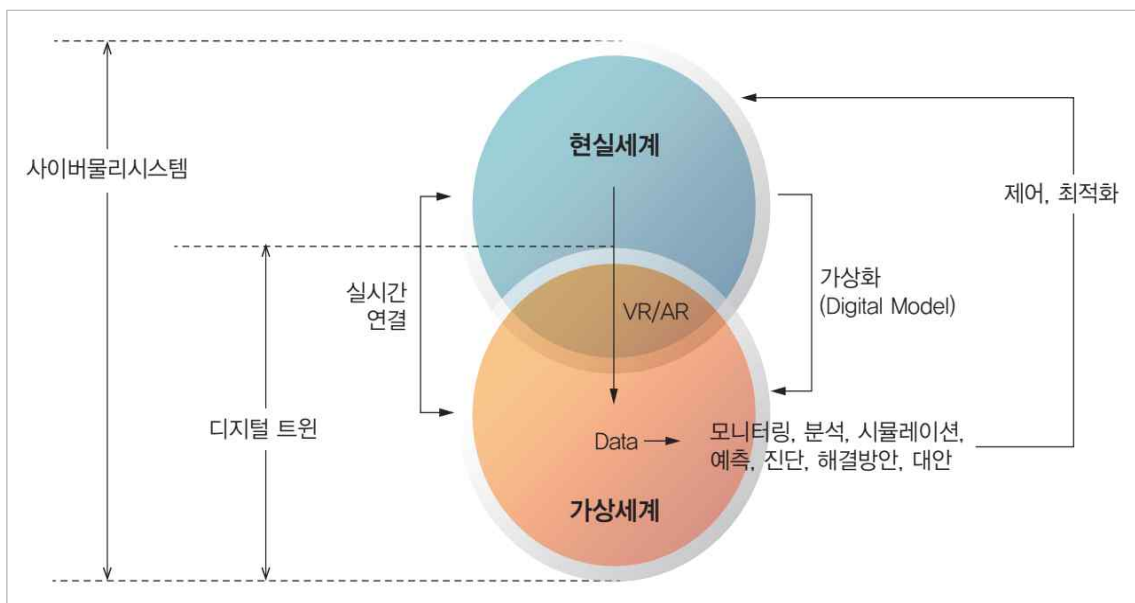 현실세계
사이버물리시스템
제어, 최적화
실시간
연결
가상화
(Digital Model)
VR/AR
디지털 트윈
Data
모니터링, 분석, 시뮬레이션,
예측, 진단, 해결방안, 대안
가상세계